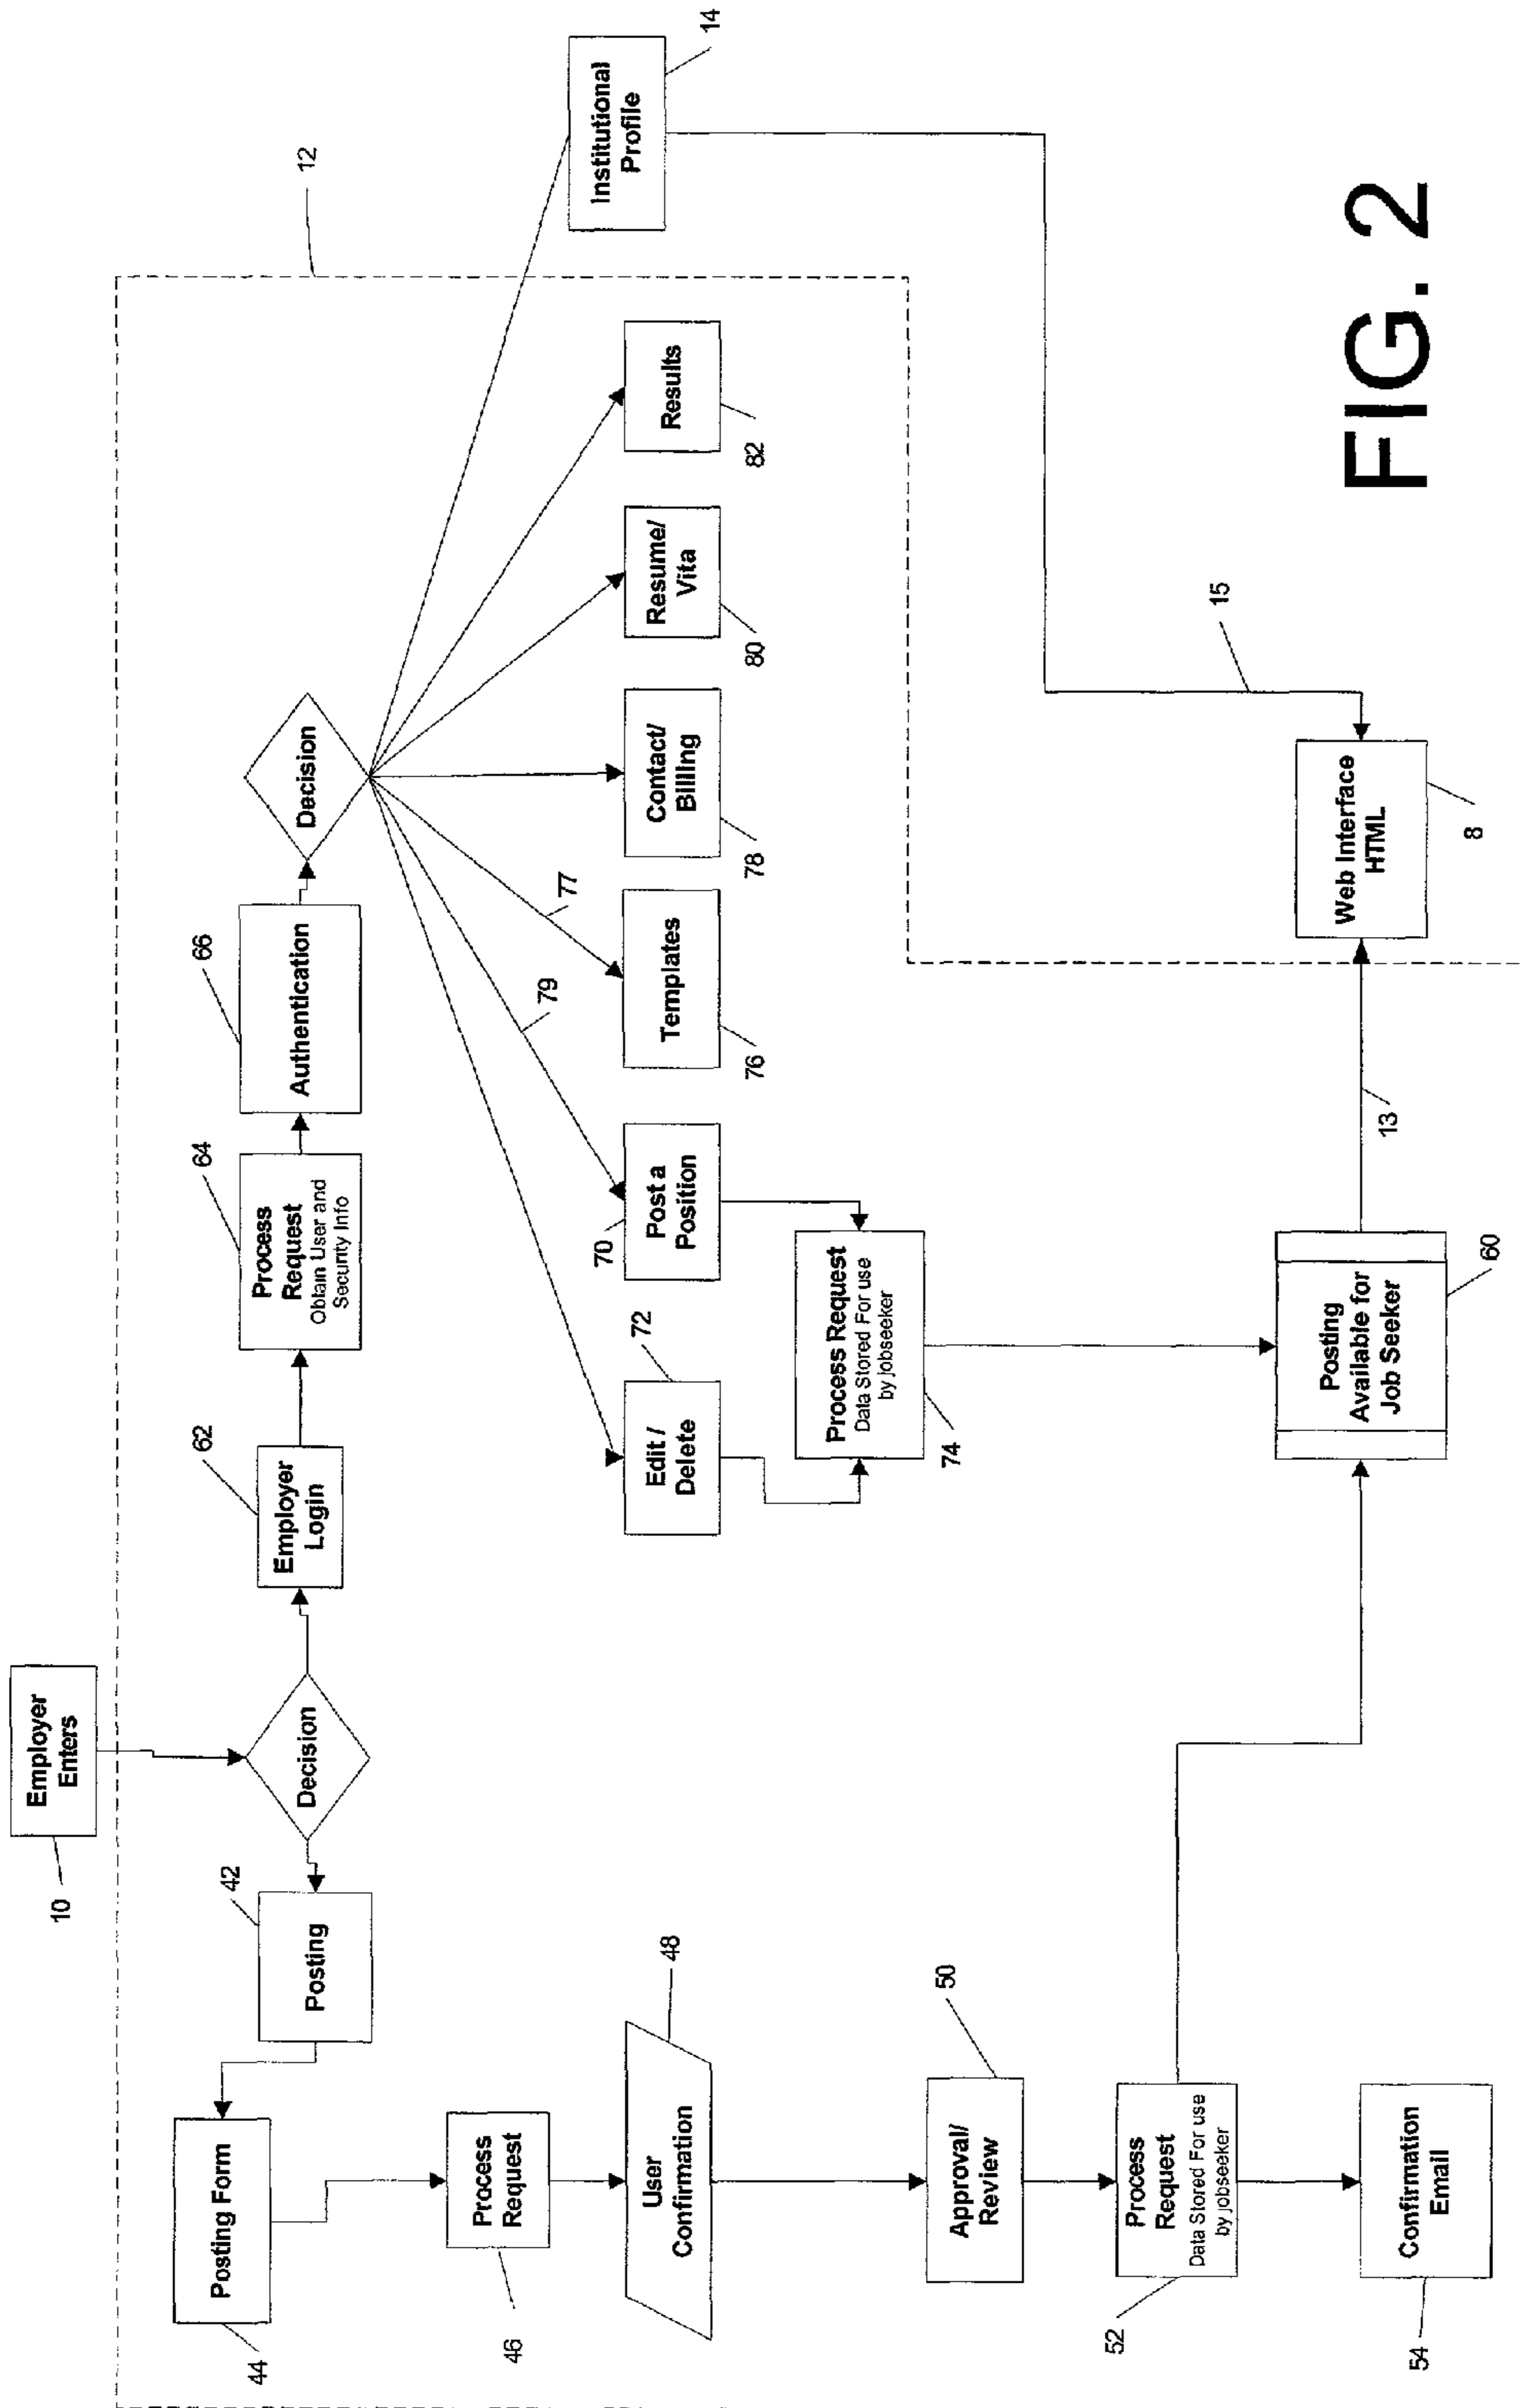 Employer
Enters
10
12
Decision
Posting
42
Posting Form
44
Process
Request
46
User
Confirmation
48
Approval/
Review
50
Process
Request
Data Stored For use
by jobseeker
52
Confirmation
Email
54
Employer
Login
62
Process
Request
Obtain User and
Security Info
64
Authentication
66
Decision
Edit /
Delete
72
Post a
Position
70
79
Templates
76
77
Contact/
Billing
78
Resume/
Vita
80
Results
82
Institutional
Profile
14
Process Request
Data Stored For use
by jobseeker
74
Posting
Available for
Job Seeker
60
13
Web Interface
HTML
8
15
FIG. 2